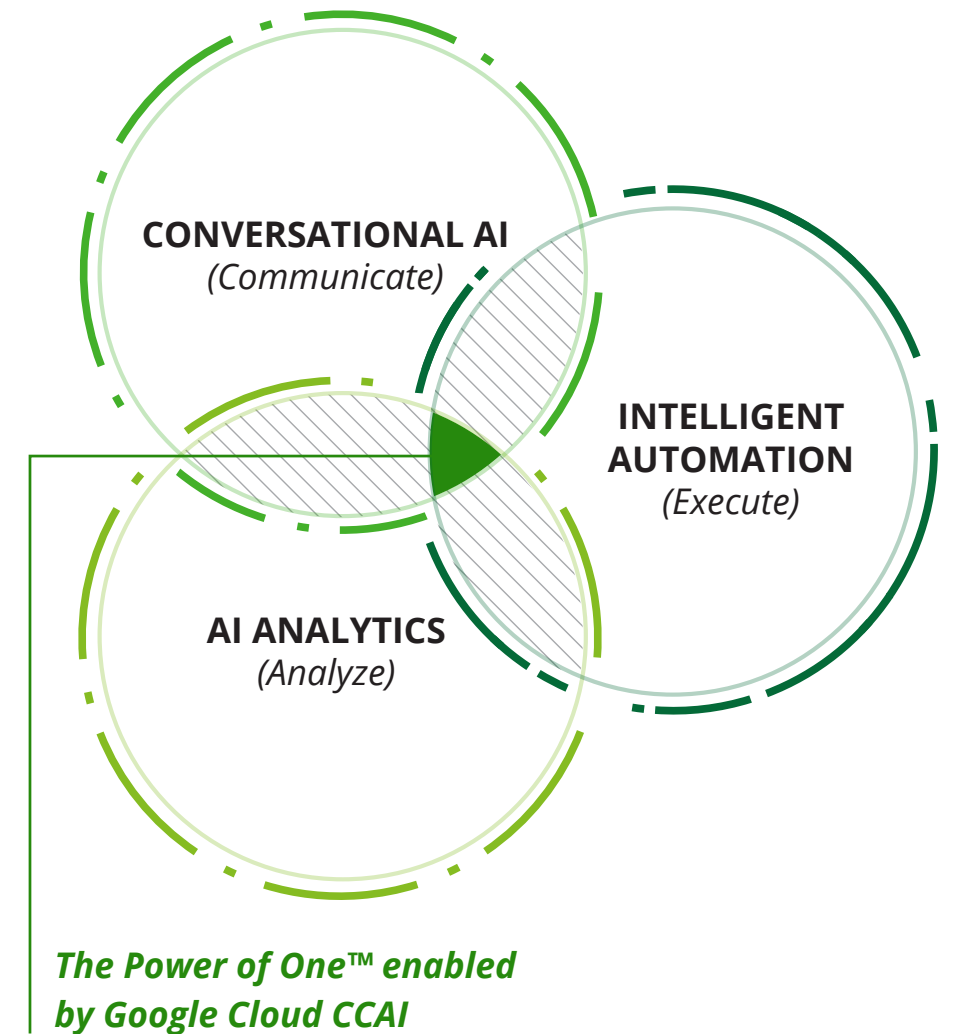 CONVERSATIONAL AI
(Communicate)
INTELLIGENT
AUTOMATION
(Execute)
AI ANALYTICS
(Analyze)
The Power of One™ enabled
by Google Cloud CCAI